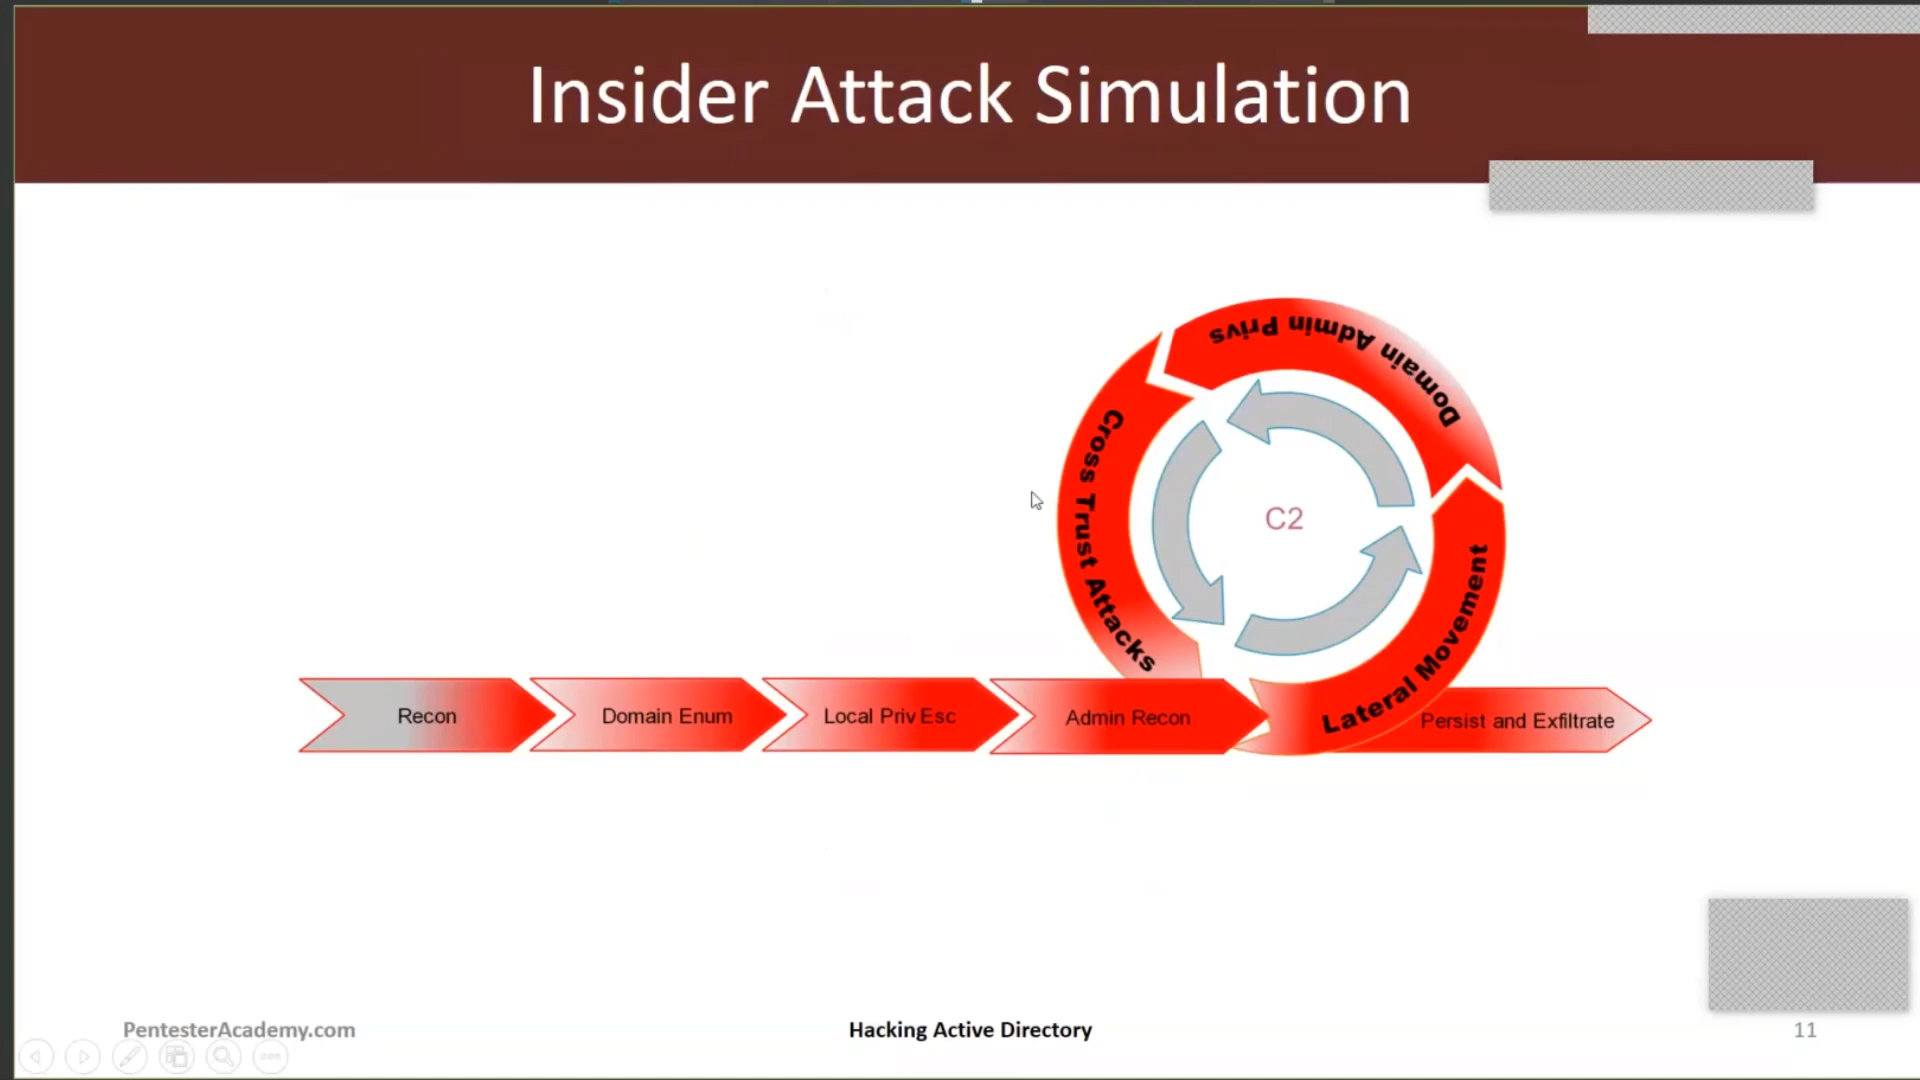 Insider Attack Simulation
Domain Admin Privs
Cross Trust Attacks
C2
Lateral Movement
Recon
Domain Enum
Local Priv Esc
Admin Recon
Persist and Exfiltrate
PentesterAcademy.com
Hacking Active Directory
11